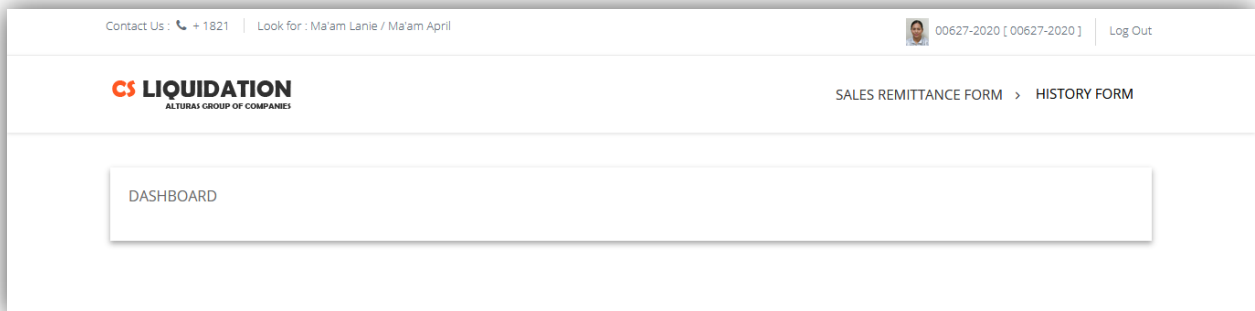 Contact Us : + 1821 Look for : Ma'am Lanie / Ma'am April 00627-2020 [ 00627-2020 ] Log Out
CS LIQUIDATION
ALTURAS GROUP OF COMPANIES
SALES REMITTANCE FORM > HISTORY FORM
DASHBOARD